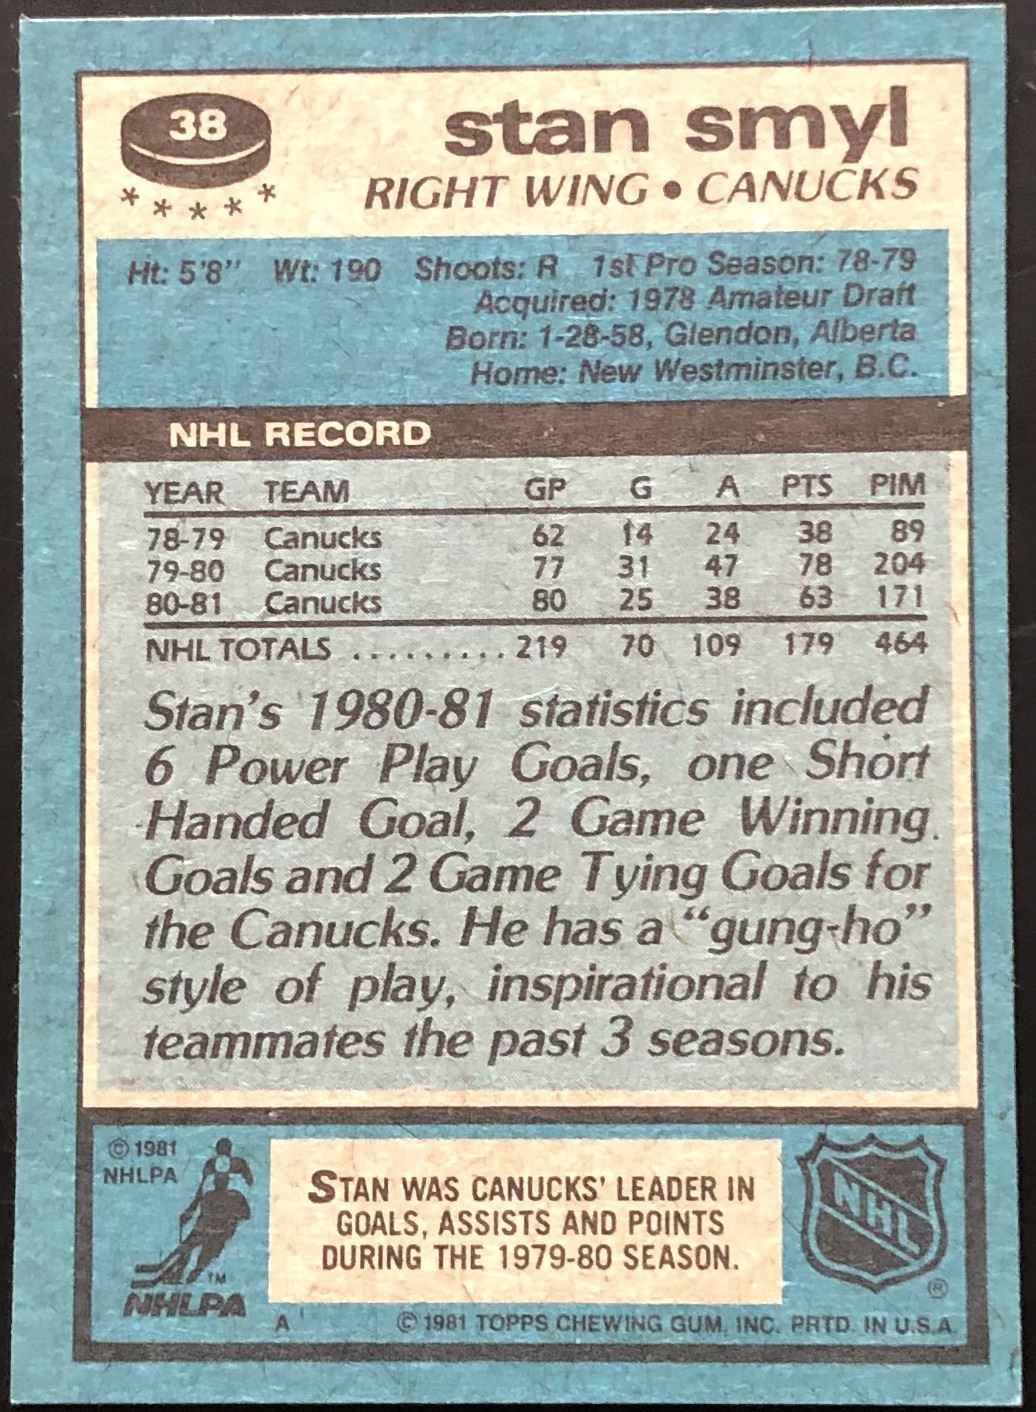 38
stan smyl
RIGHT WING • CANUCKS
Ht: 5'8" Wt: 190 Shoots: R 1st Pro Season: 78-79
Acquired: 1978 Amateur Draft
Born: 1-28-58, Glendon, Alberta
Home: New Westminster, B.C.
NHL RECORD
YEAR TEAM GP G A PTS PIM
78-79 Canucks 62 14 24 38 89
79-80 Canucks 77 31 47 78 204
80-81 Canucks 80 25 38 63 171
NHL TOTALS .......... 219 70 109 179 464
Stan's 1980-81 statistics included
6 Power Play Goals, one Short
Handed Goal, 2 Game Winning
Goals and 2 Game Tying Goals for
the Canucks. He has a "gung-ho"
style of play, inspirational to his
teammates the past 3 seasons.
© 1981
NHLPA
TM
NHLPA
STAN WAS CANUCKS' LEADER IN
GOALS, ASSISTS AND POINTS
DURING THE 1979-80 SEASON.
NHL
®
A © 1981 TOPPS CHEWING GUM, INC. PRTD. IN U.S.A.